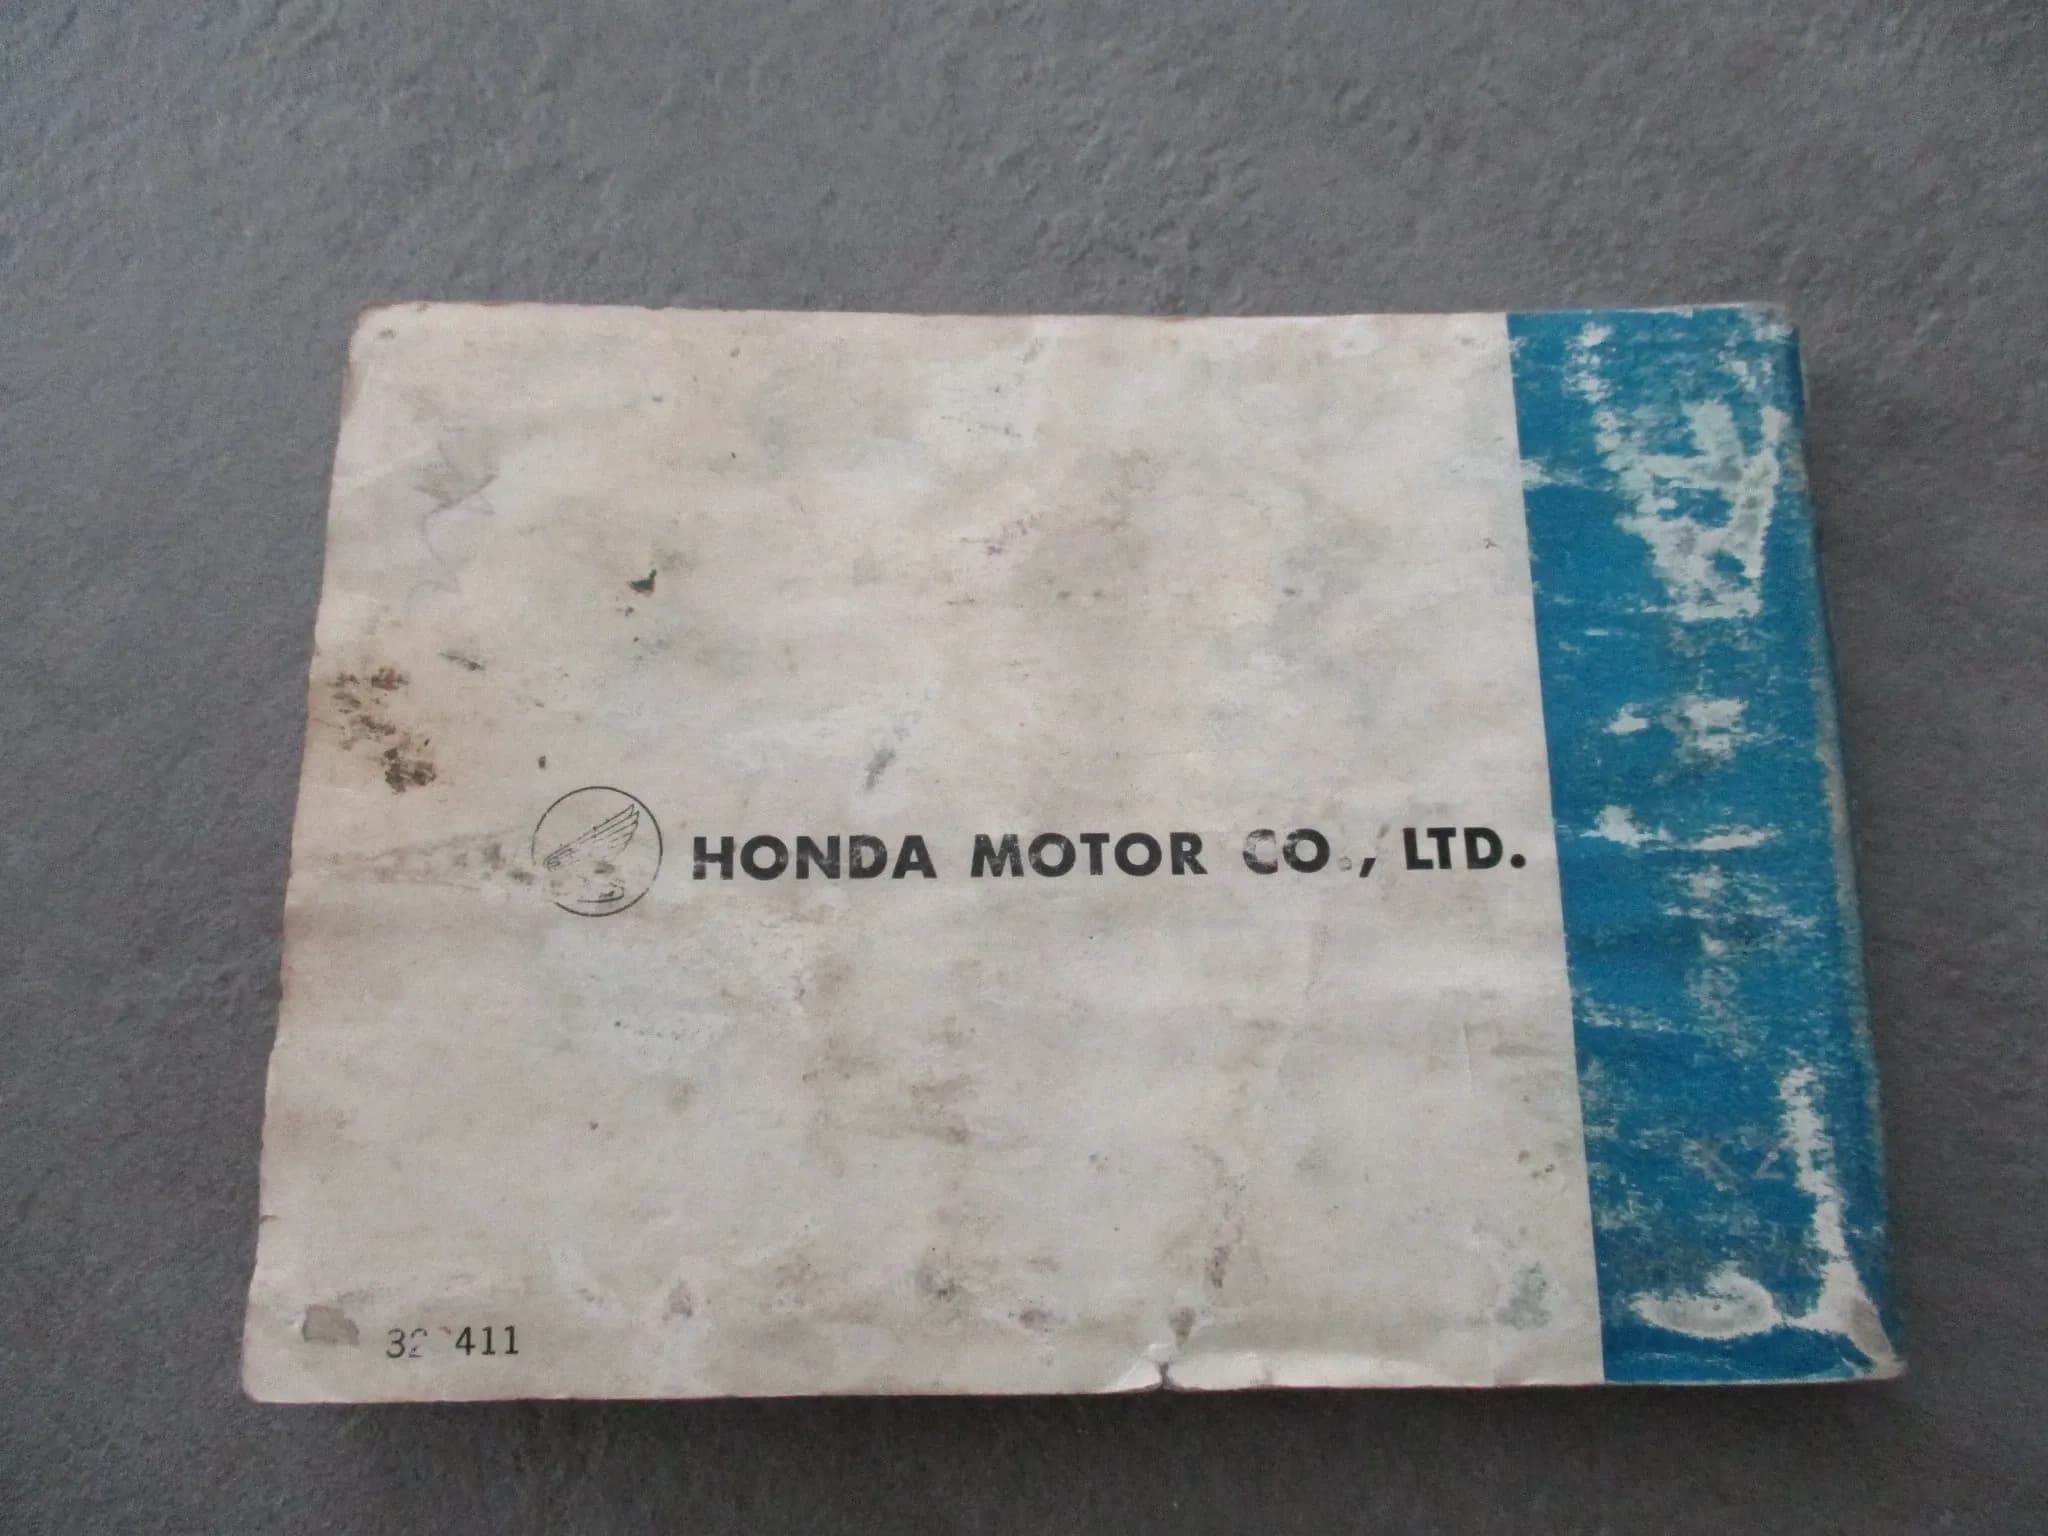 HONDA MOTOR CO., LTD.